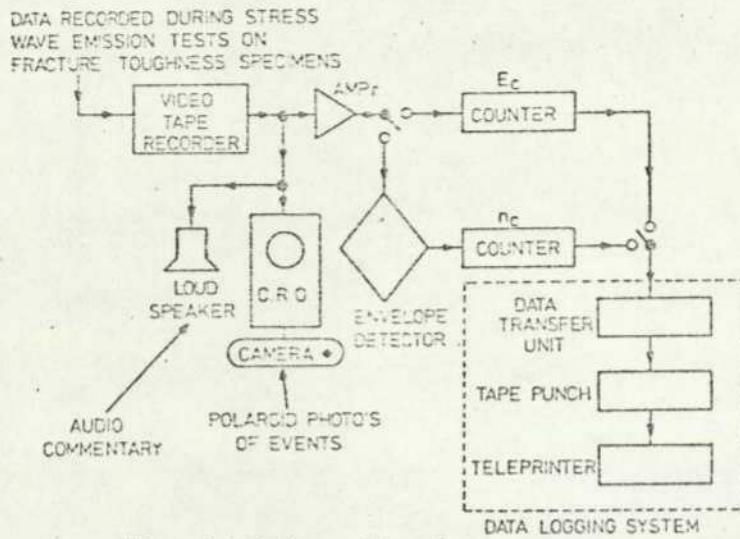 DATA RECORDED DURING STRESS
WAVE EMISSION TESTS ON
FRACTURE TOUGHNESS SPECIMENS
VIDEO
TAPE
RECORDER
AMPr
Ec
COUNTER
nc
COUNTER
LOUD
SPEAKER
C.R.O
CAMERA
ENVELOPE
DETECTOR
AUDIO
COMMENTARY
POLAROID PHOTO'S
OF EVENTS
DATA
TRANSFER
UNIT
TAPE PUNCH
TELEPRINTER
DATA LOGGING SYSTEM